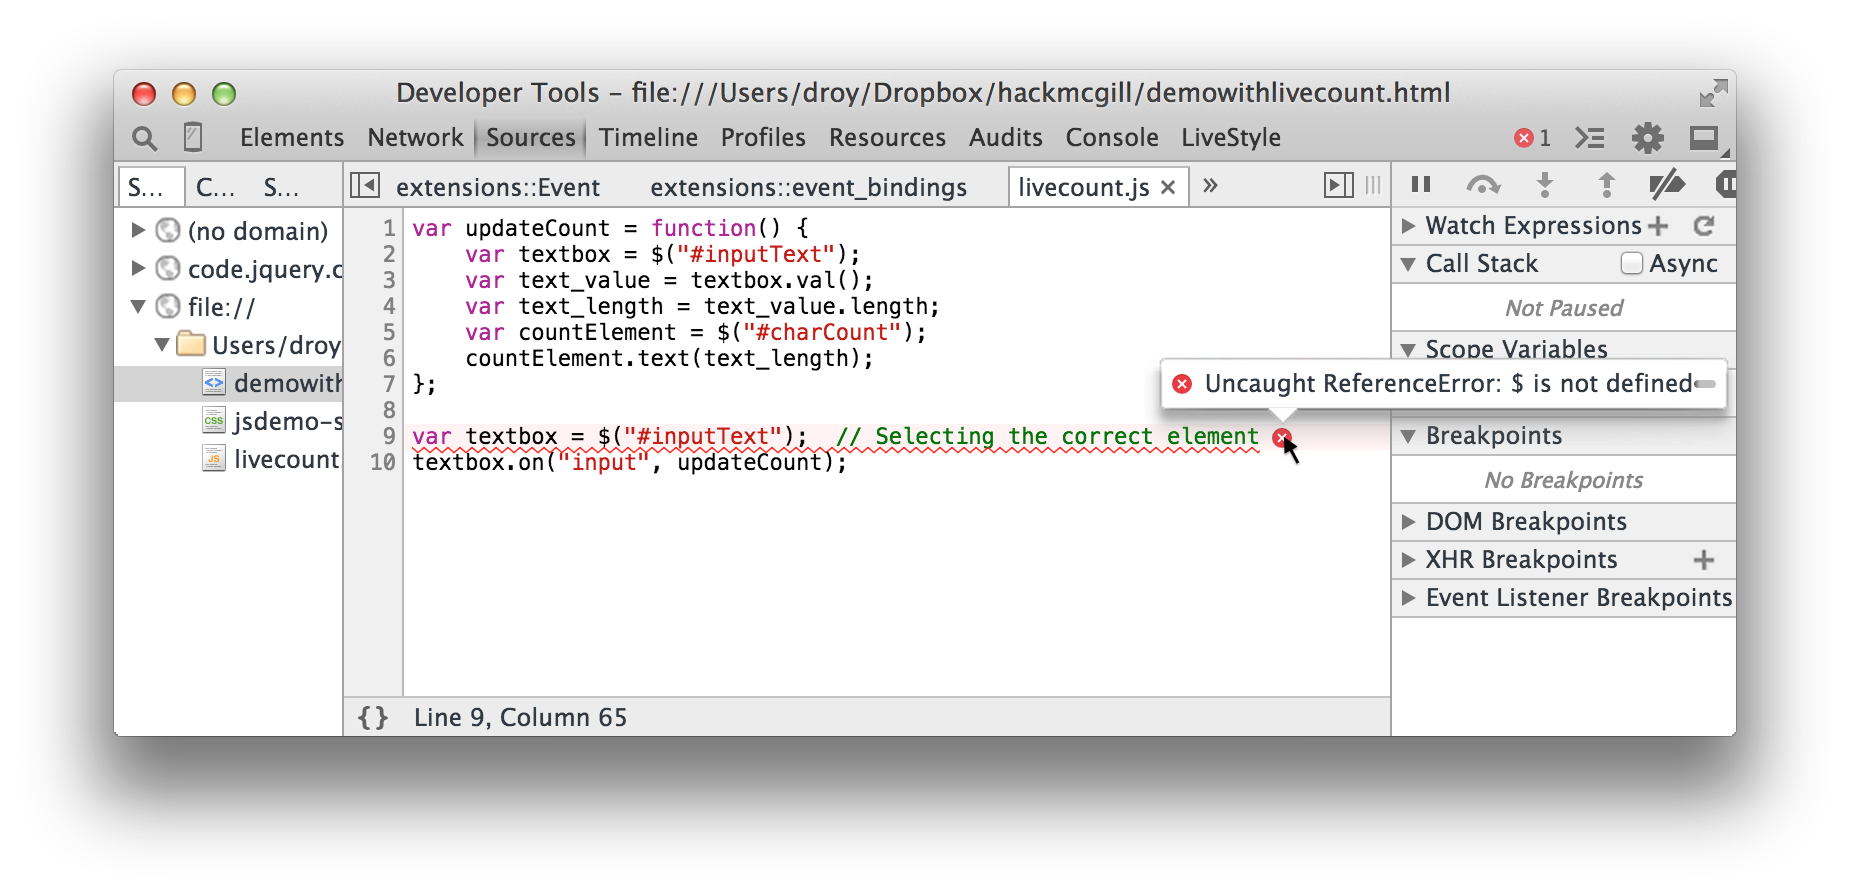 Developer Tools – file:///Users/droy/Dropbox/hackmcgill/demowithlivecount.html
Elements Network Sources Timeline Profiles Resources Audits Console LiveStyle 1
S... C... S... extensions::Event extensions::event_bindings livecount.js × »
(no domain)
code.jquery.c
file://
Users/droy
demowith
jsdemo-s
livecount
1 var updateCount = function() {
2 var textbox = $("#inputText");
3 var text_value = textbox.val();
4 var text_length = text_value.length;
5 var countElement = $("#charCount");
6 countElement.text(text_length);
7 };
8
9 var textbox = $("#inputText");  // Selecting the correct element
10 textbox.on("input", updateCount);
{} Line 9, Column 65
Watch Expressions
Call Stack Async
Not Paused
Scope Variables
Uncaught ReferenceError: $ is not defined
Breakpoints
No Breakpoints
DOM Breakpoints
XHR Breakpoints
Event Listener Breakpoints